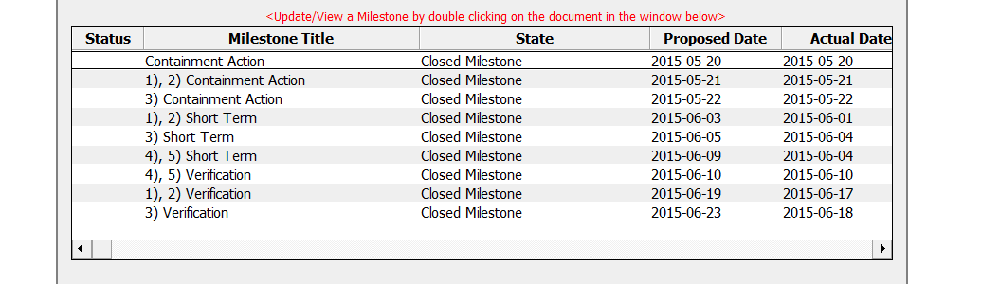 <Update/View a Milestone by double clicking on the document in the window below>
Status Milestone Title State Proposed Date Actual Date
Containment Action Closed Milestone 2015-05-20 2015-05-20
1), 2) Containment Action Closed Milestone 2015-05-21 2015-05-21
3) Containment Action Closed Milestone 2015-05-22 2015-05-22
1), 2) Short Term Closed Milestone 2015-06-03 2015-06-01
3) Short Term Closed Milestone 2015-06-05 2015-06-04
4), 5) Short Term Closed Milestone 2015-06-09 2015-06-04
4), 5) Verification Closed Milestone 2015-06-10 2015-06-10
1), 2) Verification Closed Milestone 2015-06-19 2015-06-17
3) Verification Closed Milestone 2015-06-23 2015-06-18